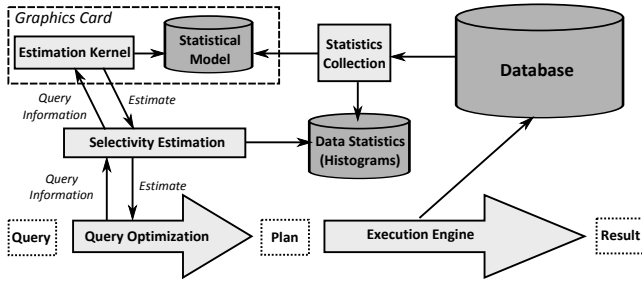 Graphics Card
Estimation Kernel
Statistical
Model
Statistics
Collection
Database
Query
Information
Estimate
Selectivity Estimation
Data Statistics
(Histograms)
Query
Information
Estimate
Query
Query Optimization
Plan
Execution Engine
Result